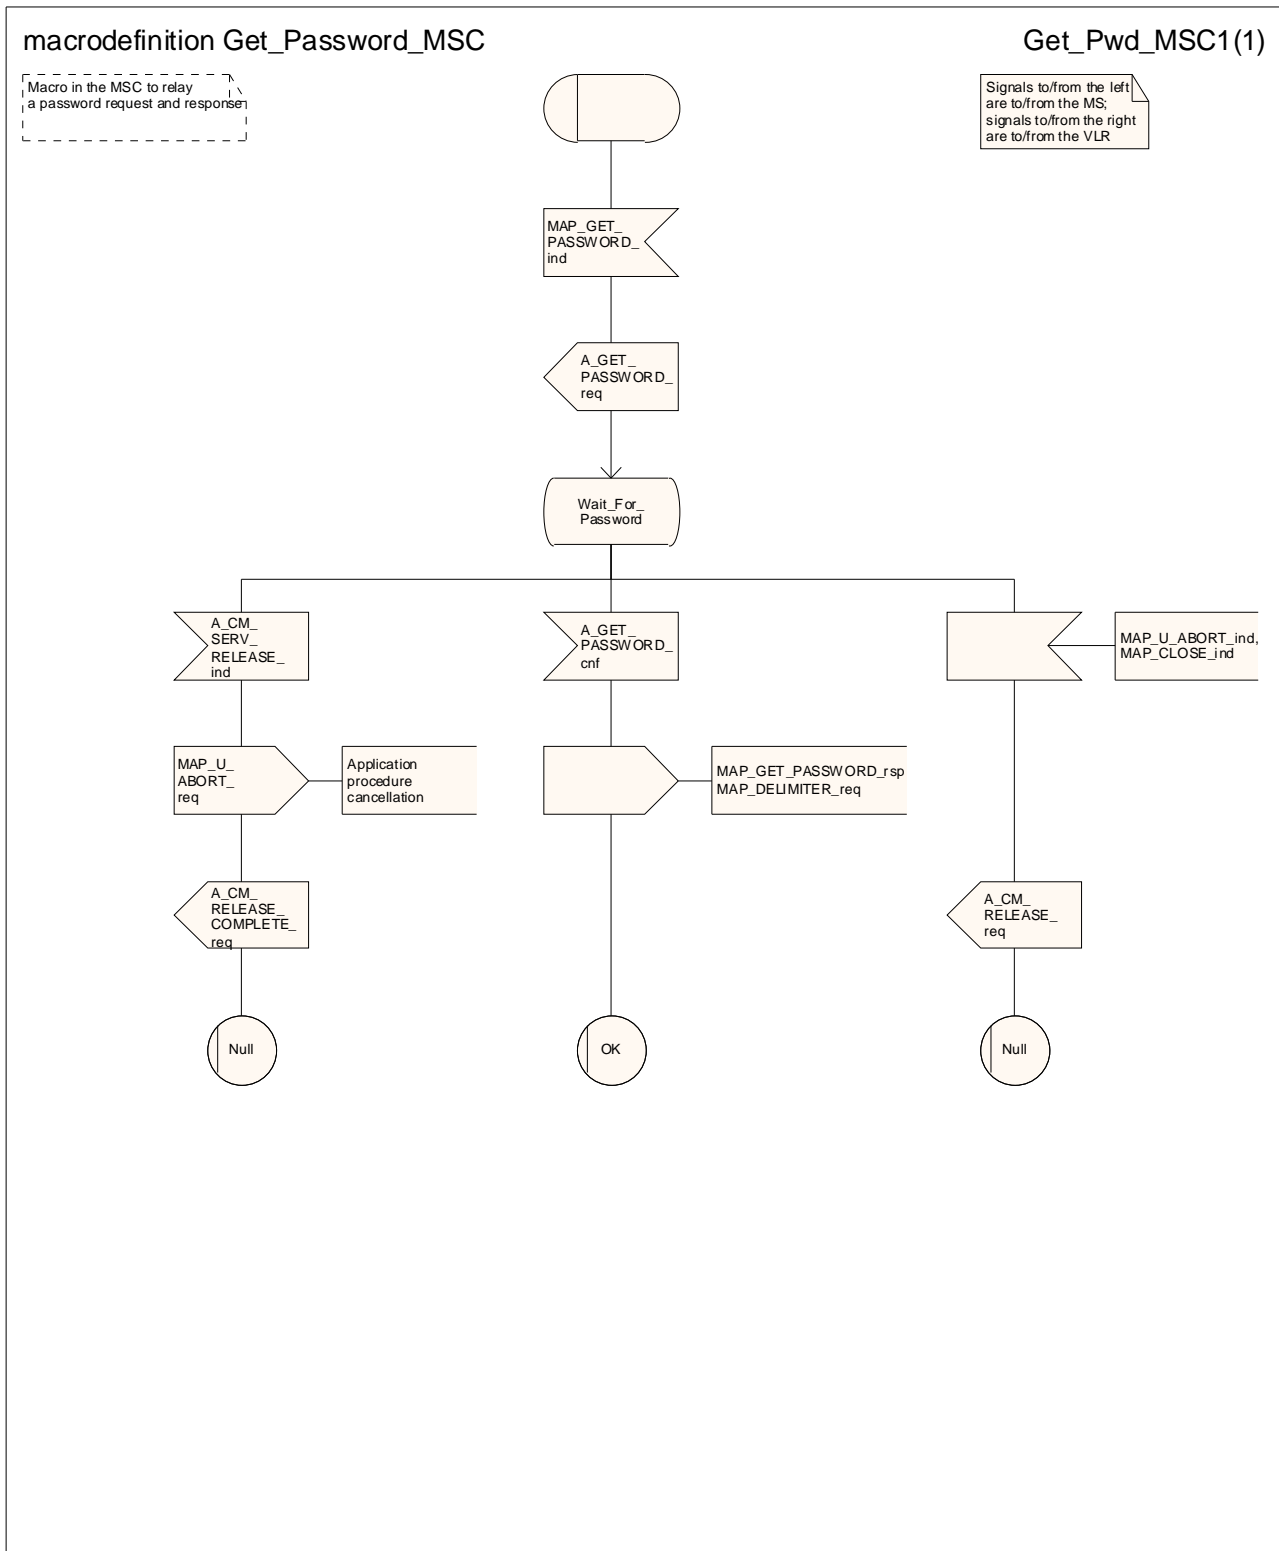 macrodefinition Get_Password_MSC
Get_Pwd_MSC1(1)
Macro in the MSC to relay
a password request and response
Signals to/from the left
are to/from the MS;
signals to/from the right
are to/from the VLR
MAP_GET_
PASSWORD_
ind
A_GET_
PASSWORD_
req
Wait_For_
Password
A_CM_
SERV_
RELEASE_
ind
A_GET_
PASSWORD_
cnf
MAP_U_ABORT_ind,
MAP_CLOSE_ind
MAP_U_
ABORT_
req
Application
procedure
cancellation
MAP_GET_PASSWORD_rsp
MAP_DELIMITER_req
A_CM_
RELEASE_
COMPLETE_
req
A_CM_
RELEASE_
req
Null
OK
Null